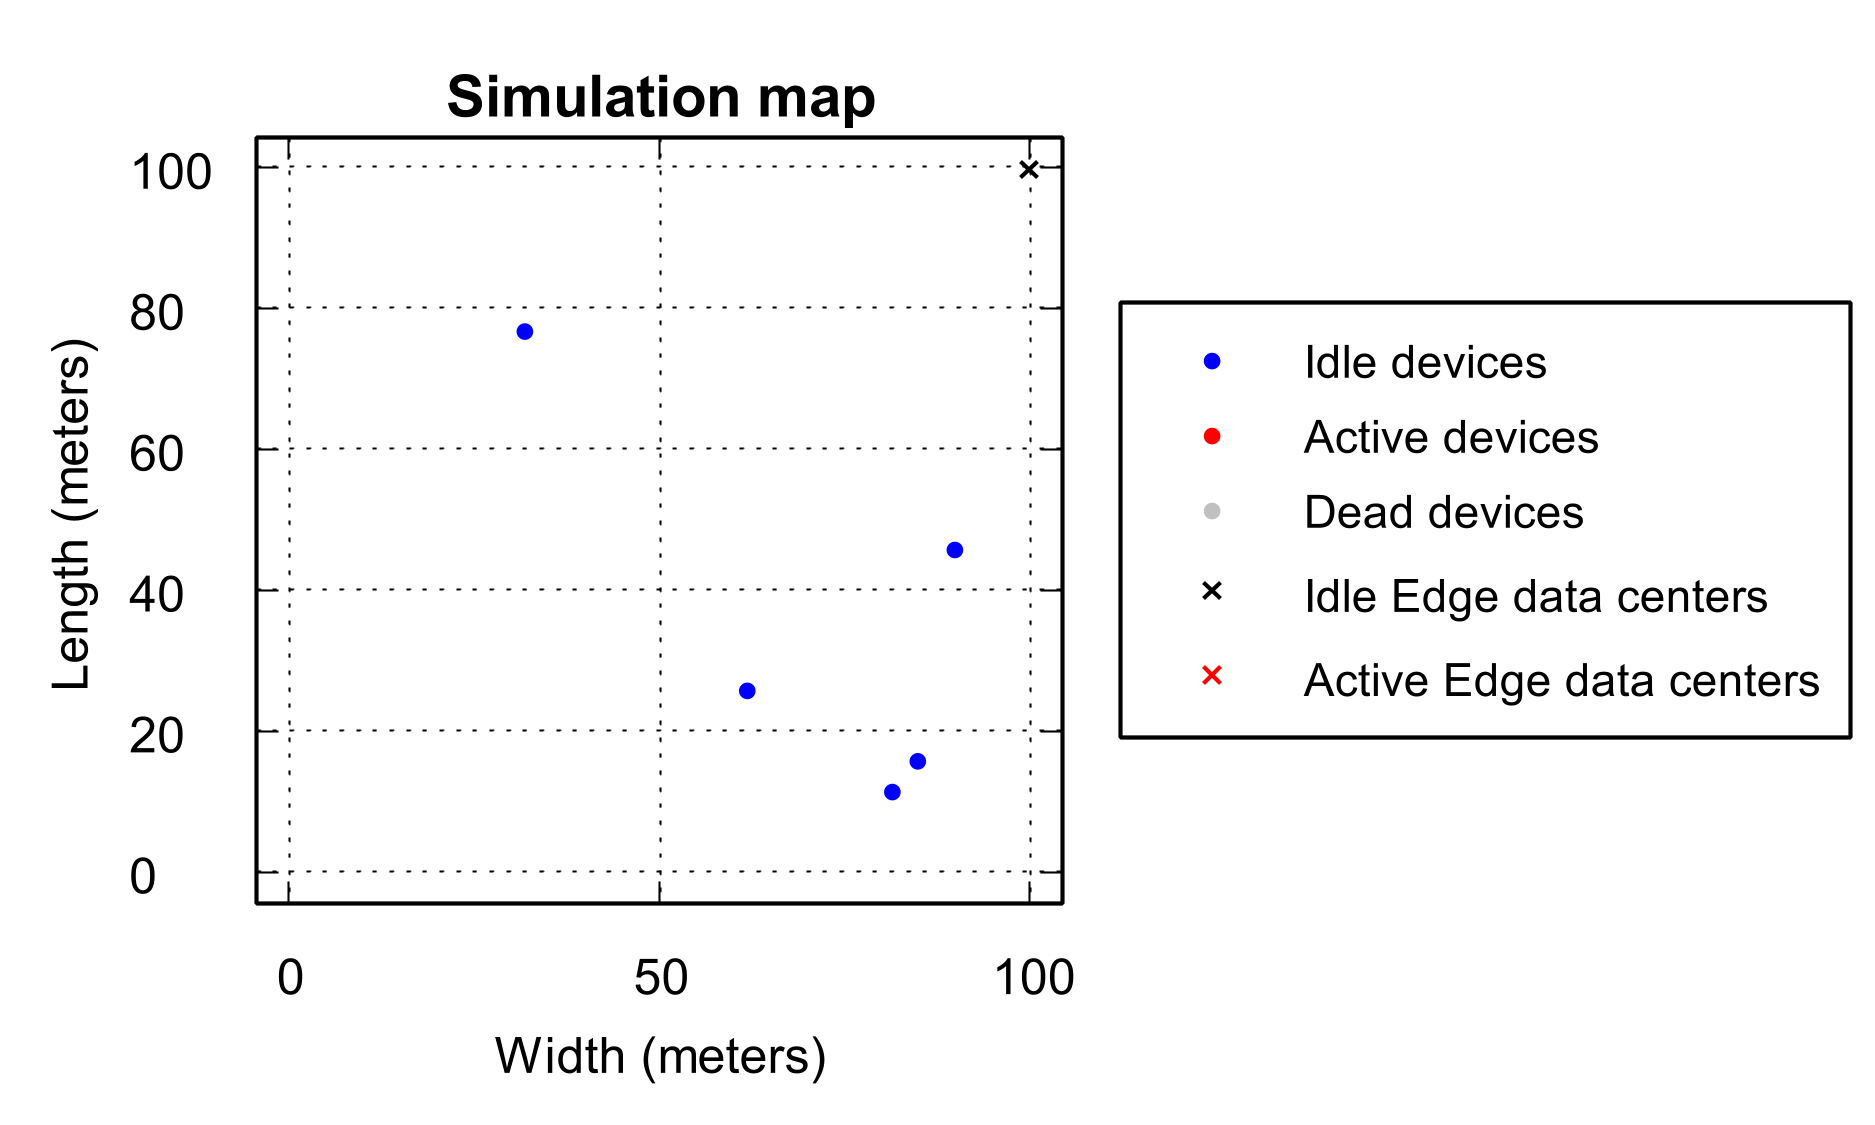 Simulation map
100
80
60
40
20
0
Length (meters)
0 50 100
Width (meters)
Idle devices
Active devices
Dead devices
Idle Edge data centers
Active Edge data centers